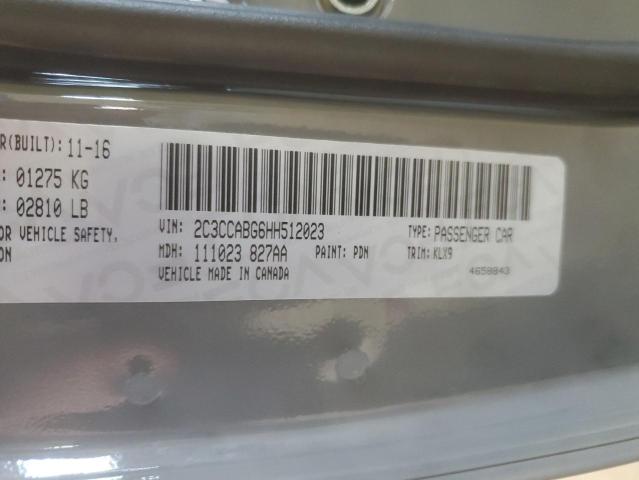 R(BUILT): 11-16
: 01275 KG
: 02810 LB
OR VEHICLE SAFETY,
ON
VIN: 2C3CCABG6HH512023 TYPE: PASSENGER CAR
MDH: 111023 827AA PAINT: PDN TRIM: KLX9
VEHICLE MADE IN CANADA 4658843